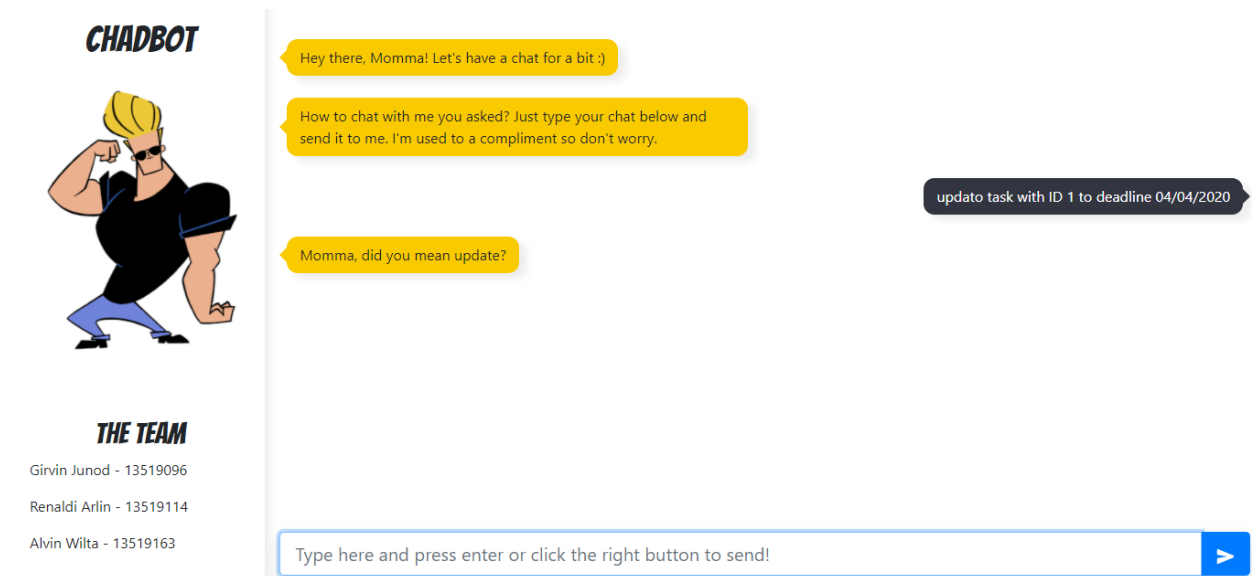 CHADBOT
Hey there, Momma! Let's have a chat for a bit :)
How to chat with me you asked? Just type your chat below and
send it to me. I'm used to a compliment so don't worry.
updato task with ID 1 to deadline 04/04/2020
Momma, did you mean update?
THE TEAM
Girvin Junod - 13519096
Renaldi Arlin - 13519114
Alvin Wilta - 13519163
Type here and press enter or click the right button to send!